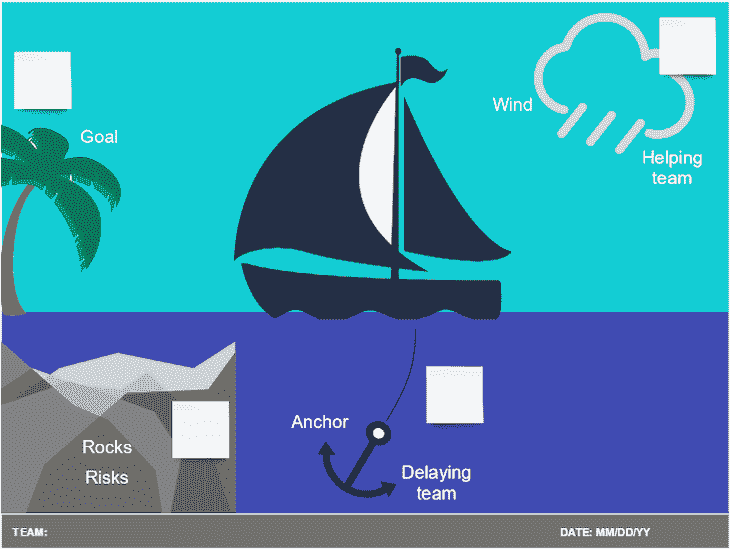 Goal
Wind
Helping
team
Anchor
Delaying
team
Rocks
Risks
TEAM:
DATE: MM/DD/YY